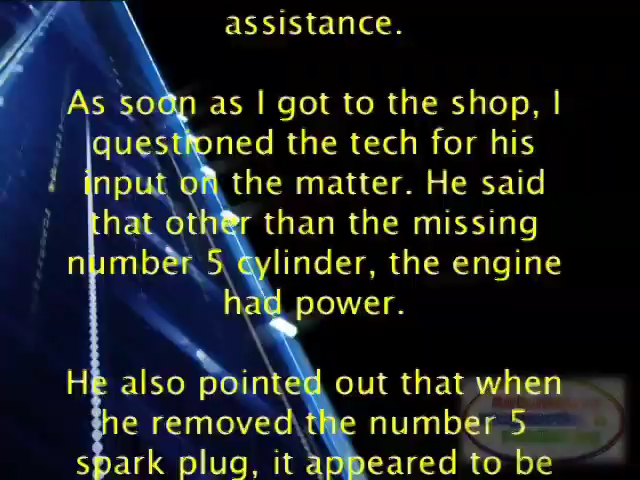 assistance.
As soon as I got to the shop, I
questioned the tech for his
input on the matter. He said
that other than the missing
number 5 cylinder, the engine
had power.
He also pointed out that when
he removed the number 5
spark plug, it appeared to be